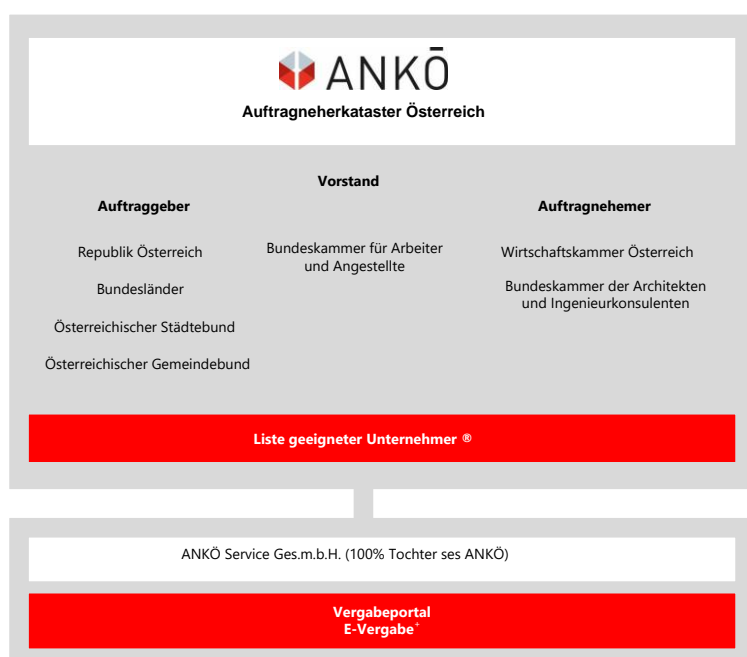 ANKÖ
Auftragneherkataster Österreich
Vorstand
Auftraggeber
Auftragnehemer
Republik Österreich
Bundesländer
Österreichischer Städtebund
Österreichischer Gemeindebund
Bundeskammer für Arbeiter
und Angestellte
Wirtschaftskammer Österreich
Bundeskammer der Architekten
und Ingenieurkonsulenten
Liste geeigneter Unternehmer ®
ANKÖ Service Ges.m.b.H. (100% Tochter ses ANKÖ)
Vergabeportal
E-Vergabe⁺